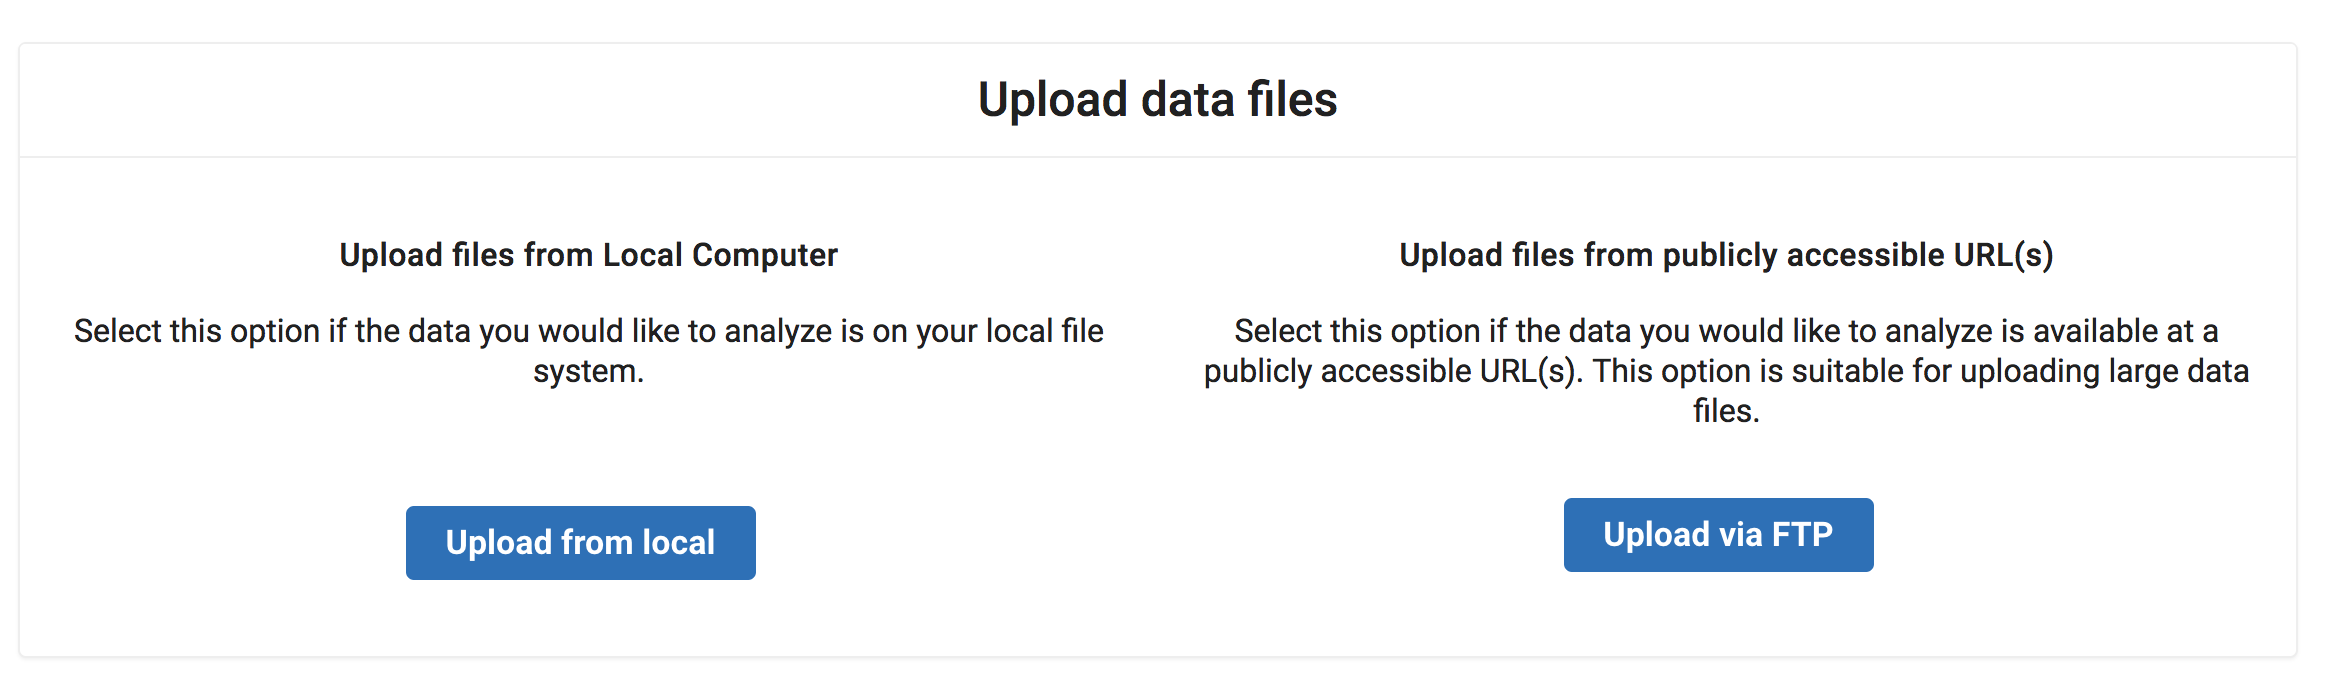 Upload data files
Upload files from Local Computer
Select this option if the data you would like to analyze is on your local file
system.
Upload from local
Upload files from publicly accessible URL(s)
Select this option if the data you would like to analyze is available at a
publicly accessible URL(s). This option is suitable for uploading large data
files.
Upload via FTP